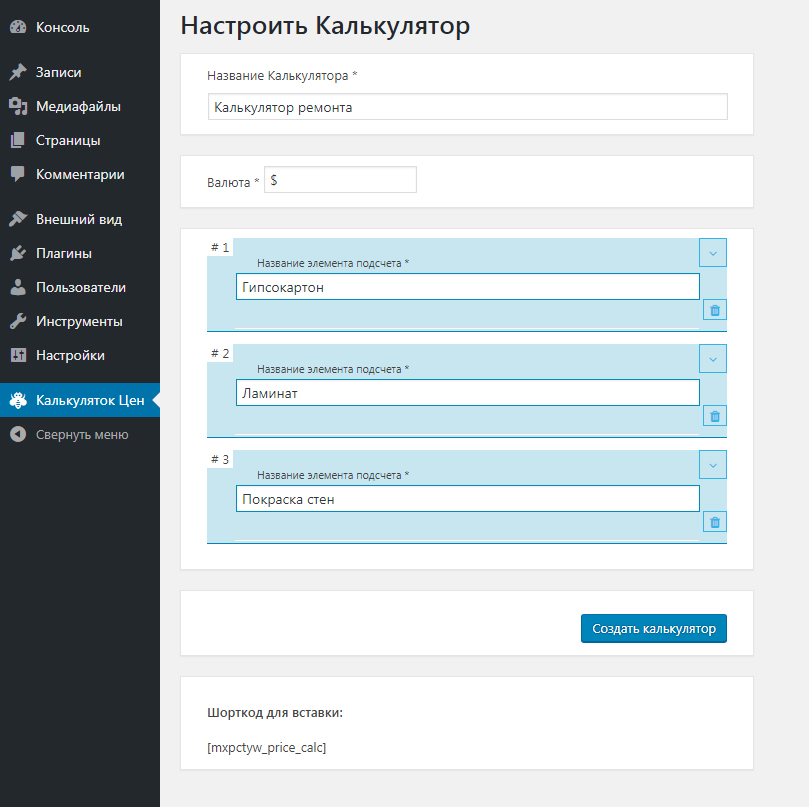 Консоль
Записи
Медиафайлы
Страницы
Комментарии
Внешний вид
Плагины
Пользователи
Инструменты
Настройки
Калькуляток Цен
Свернуть меню
Настроить Калькулятор
Название Калькулятора *
Калькулятор ремонта
Валюта * $
# 1
Название элемента подсчета *
Гипсокартон
# 2
Название элемента подсчета *
Ламинат
# 3
Название элемента подсчета *
Покраска стен
Создать калькулятор
Шорткод для вставки:
[mxpctyw_price_calc]